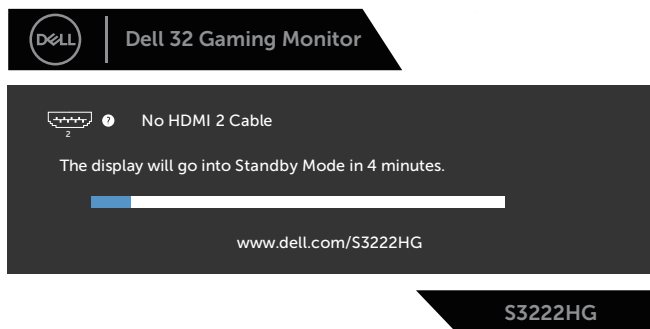 DELL
Dell 32 Gaming Monitor
? No HDMI 2 Cable
2
The display will go into Standby Mode in 4 minutes.
www.dell.com/S3222HG
S3222HG